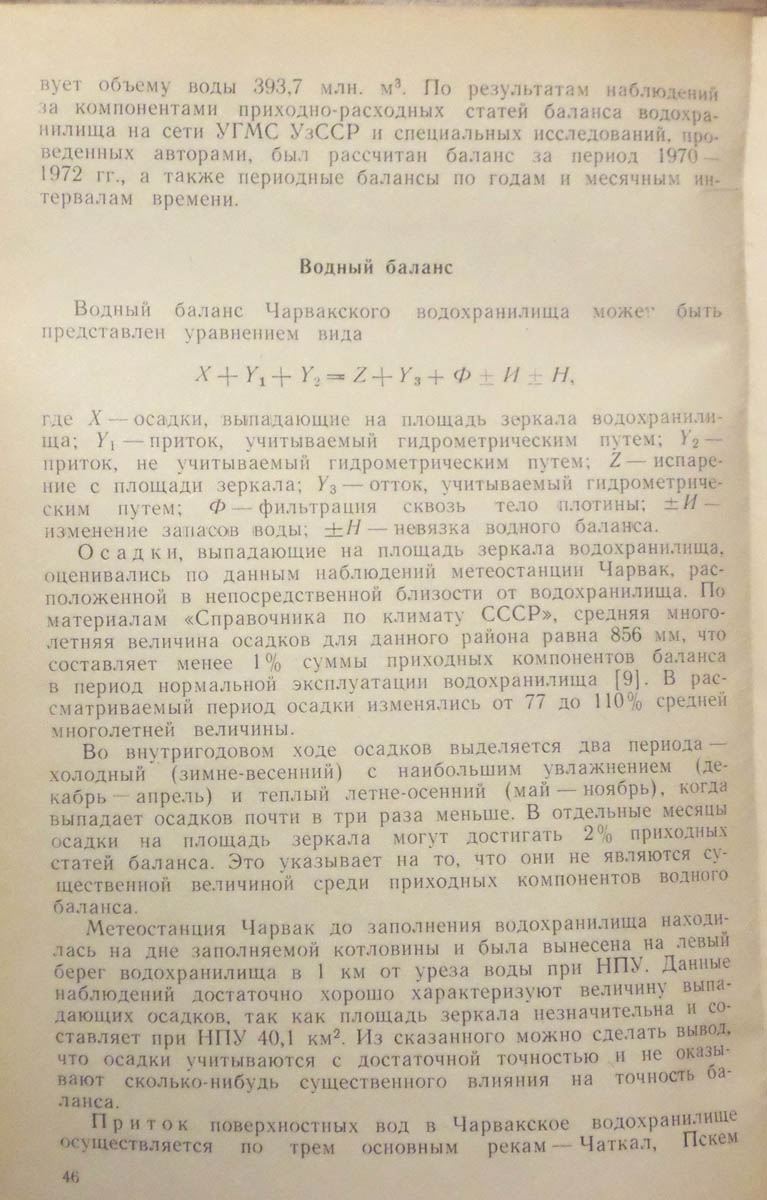 вует объему воды 393,7 млн. м³. По результатам наблюдений
за компонентами приходно-расходных статей баланса водохра-
нилища на сети УГМС УзССР и специальных исследований, про-
веденных авторами, был рассчитан баланс за период 1970 —
1972 гг., а также периодные балансы по годам и месячным ин-
тервалам времени.
Водный баланс
Водный баланс Чарвакского водохранилища может быть
представлен уравнением вида
X + Y₁ + Y₂ = Z + Y₃ + Ф ± И ± Н,
где X — осадки, выпадающие на площадь зеркала водохранили-
ща; Y₁ — приток, учитываемый гидрометрическим путем; Y₂ —
приток, не учитываемый гидрометрическим путем; Z — испаре-
ние с площади зеркала; Y₃ — отток, учитываемый гидрометриче-
ским путем; Ф — фильтрация сквозь тело плотины; ±И —
изменение запасов воды; ±Н — невязка водного баланса.
Осадки, выпадающие на площадь зеркала водохранилища,
оценивались по данным наблюдений метеостанции Чарвак, рас-
положенной в непосредственной близости от водохранилища. По
материалам «Справочника по климату СССР», средняя много-
летняя величина осадков для данного района равна 856 мм, что
составляет менее 1% суммы приходных компонентов баланса
в период нормальной эксплуатации водохранилища [9]. В рас-
сматриваемый период осадки изменялись от 77 до 110% средней
многолетней величины.
Во внутригодовом ходе осадков выделяется два периода —
холодный (зимне-весенний) с наибольшим увлажнением (де-
кабрь — апрель) и теплый летне-осенний (май — ноябрь), когда
выпадает осадков почти в три раза меньше. В отдельные месяцы
осадки на площадь зеркала могут достигать 2% приходных
статей баланса. Это указывает на то, что они не являются су-
щественной величиной среди приходных компонентов водного
баланса.
Метеостанция Чарвак до заполнения водохранилища находи-
лась на дне заполняемой котловины и была вынесена на левый
берег водохранилища в 1 км от уреза воды при НПУ. Данные
наблюдений достаточно хорошо характеризуют величину выпа-
дающих осадков, так как площадь зеркала незначительна и со-
ставляет при НПУ 40,1 км². Из сказанного можно сделать вывод,
что осадки учитываются с достаточной точностью и не оказы-
вают сколько-нибудь существенного влияния на точность ба-
ланса.
Приток поверхностных вод в Чарвакское водохранилище
осуществляется по трем основным рекам — Чаткал, Пскем
46